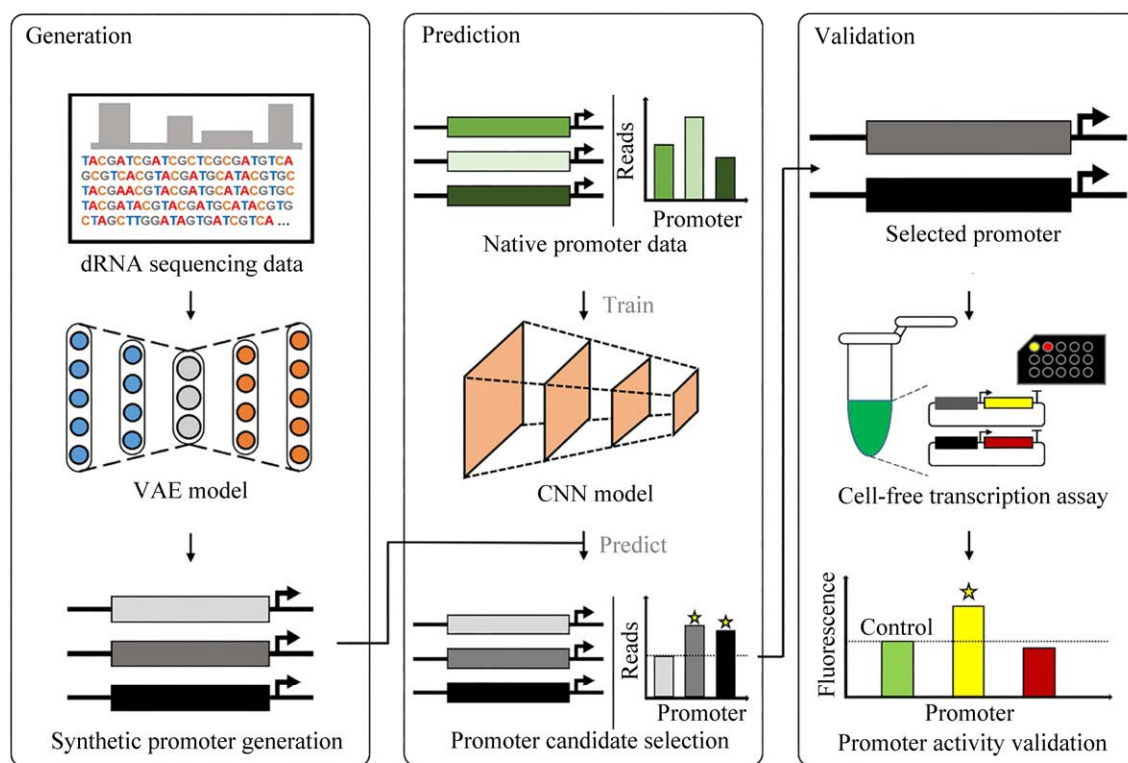 Generation
TACGATCGATCGCTCGCGATGTCA
GCGTCACGTACGATGCATACGTGC
TACGAACGTACGATGCATACGTGC
TACGATACGTACGATGCATACGTG
CTAGCTTGGATAGTGATCGTCA ...
dRNA sequencing data
VAE model
Synthetic promoter generation
Prediction
Reads
Promoter
Native promoter data
Train
CNN model
Predict
Reads
Promoter
Promoter candidate selection
Validation
Selected promoter
Cell-free transcription assay
Fluorescence
Control
Promoter
Promoter activity validation